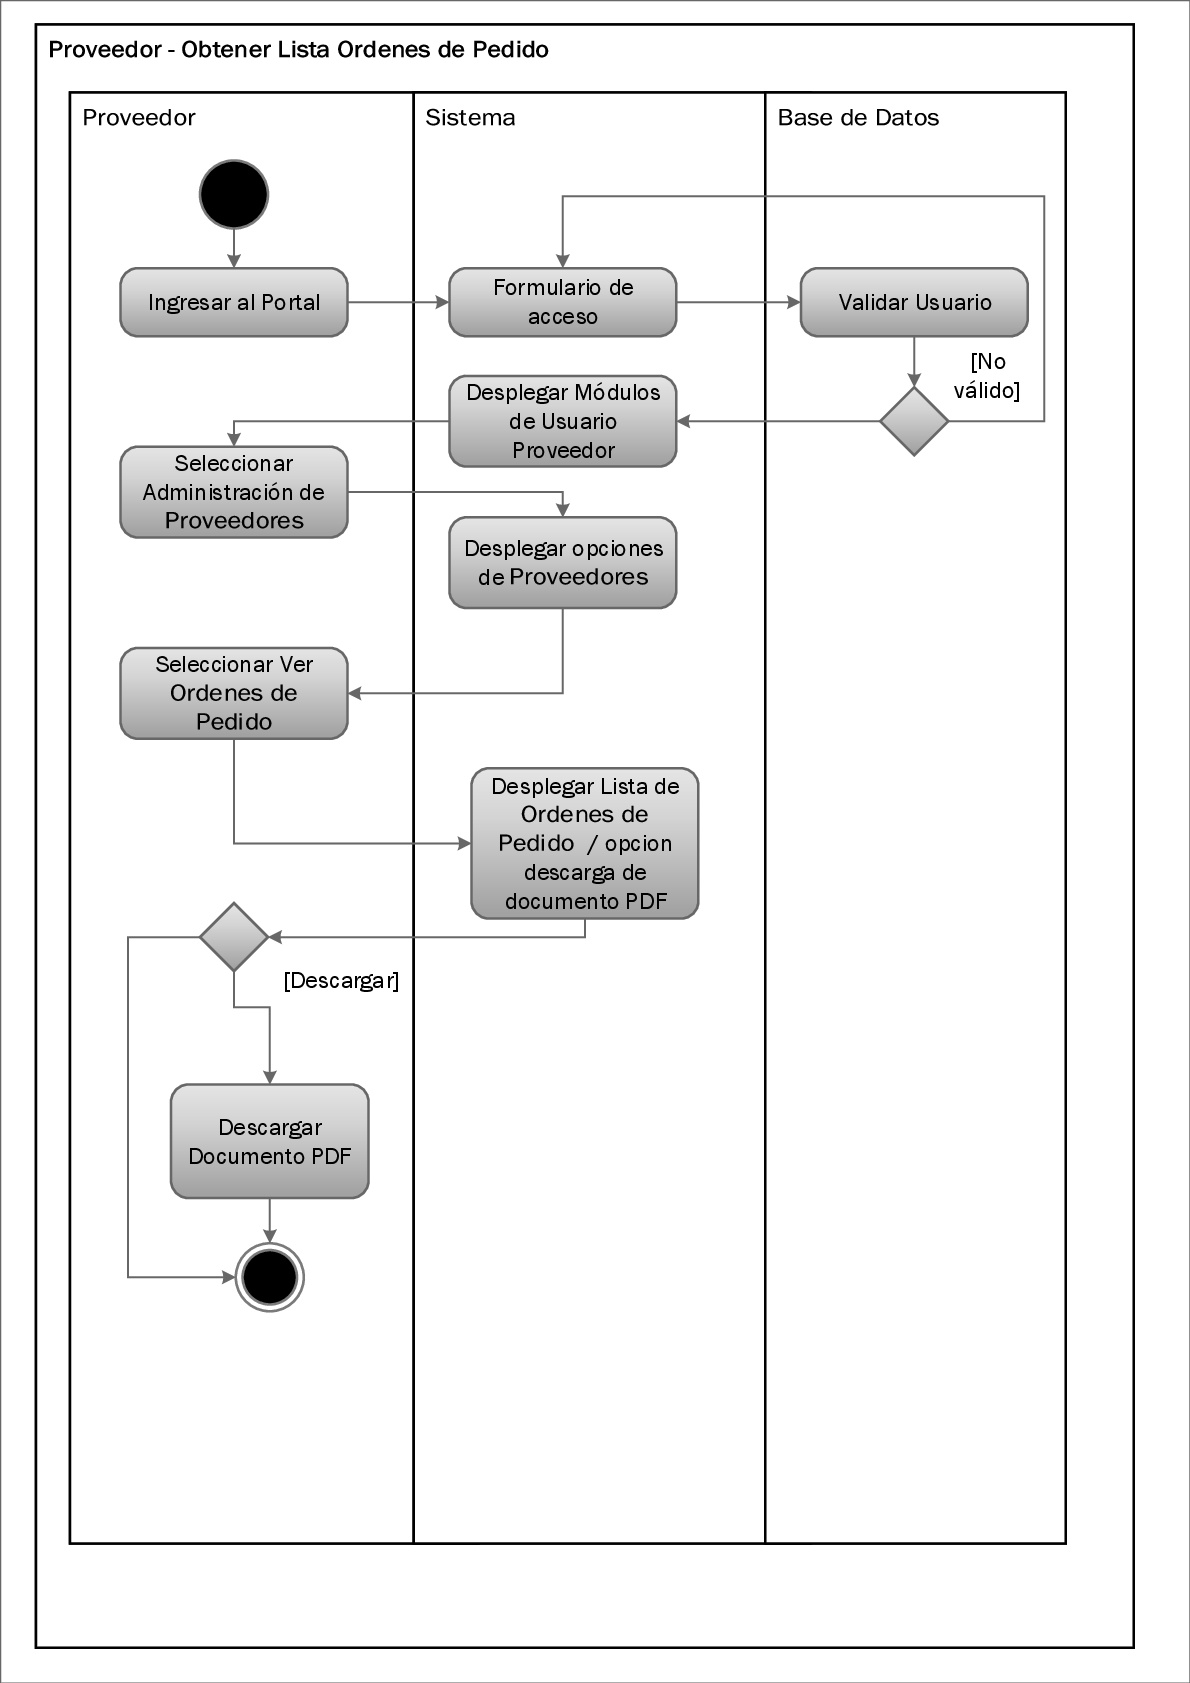 Proveedor - Obtener Lista Ordenes de Pedido
Proveedor
Sistema
Base de Datos
Ingresar al Portal
Formulario de
acceso
Validar Usuario
[No
válido]
Desplegar Módulos
de Usuario
Proveedor
Seleccionar
Administración de
Proveedores
Desplegar opciones
de Proveedores
Seleccionar Ver
Ordenes de
Pedido
Desplegar Lista de
Ordenes de
Pedido / opcion
descarga de
documento PDF
[Descargar]
Descargar
Documento PDF